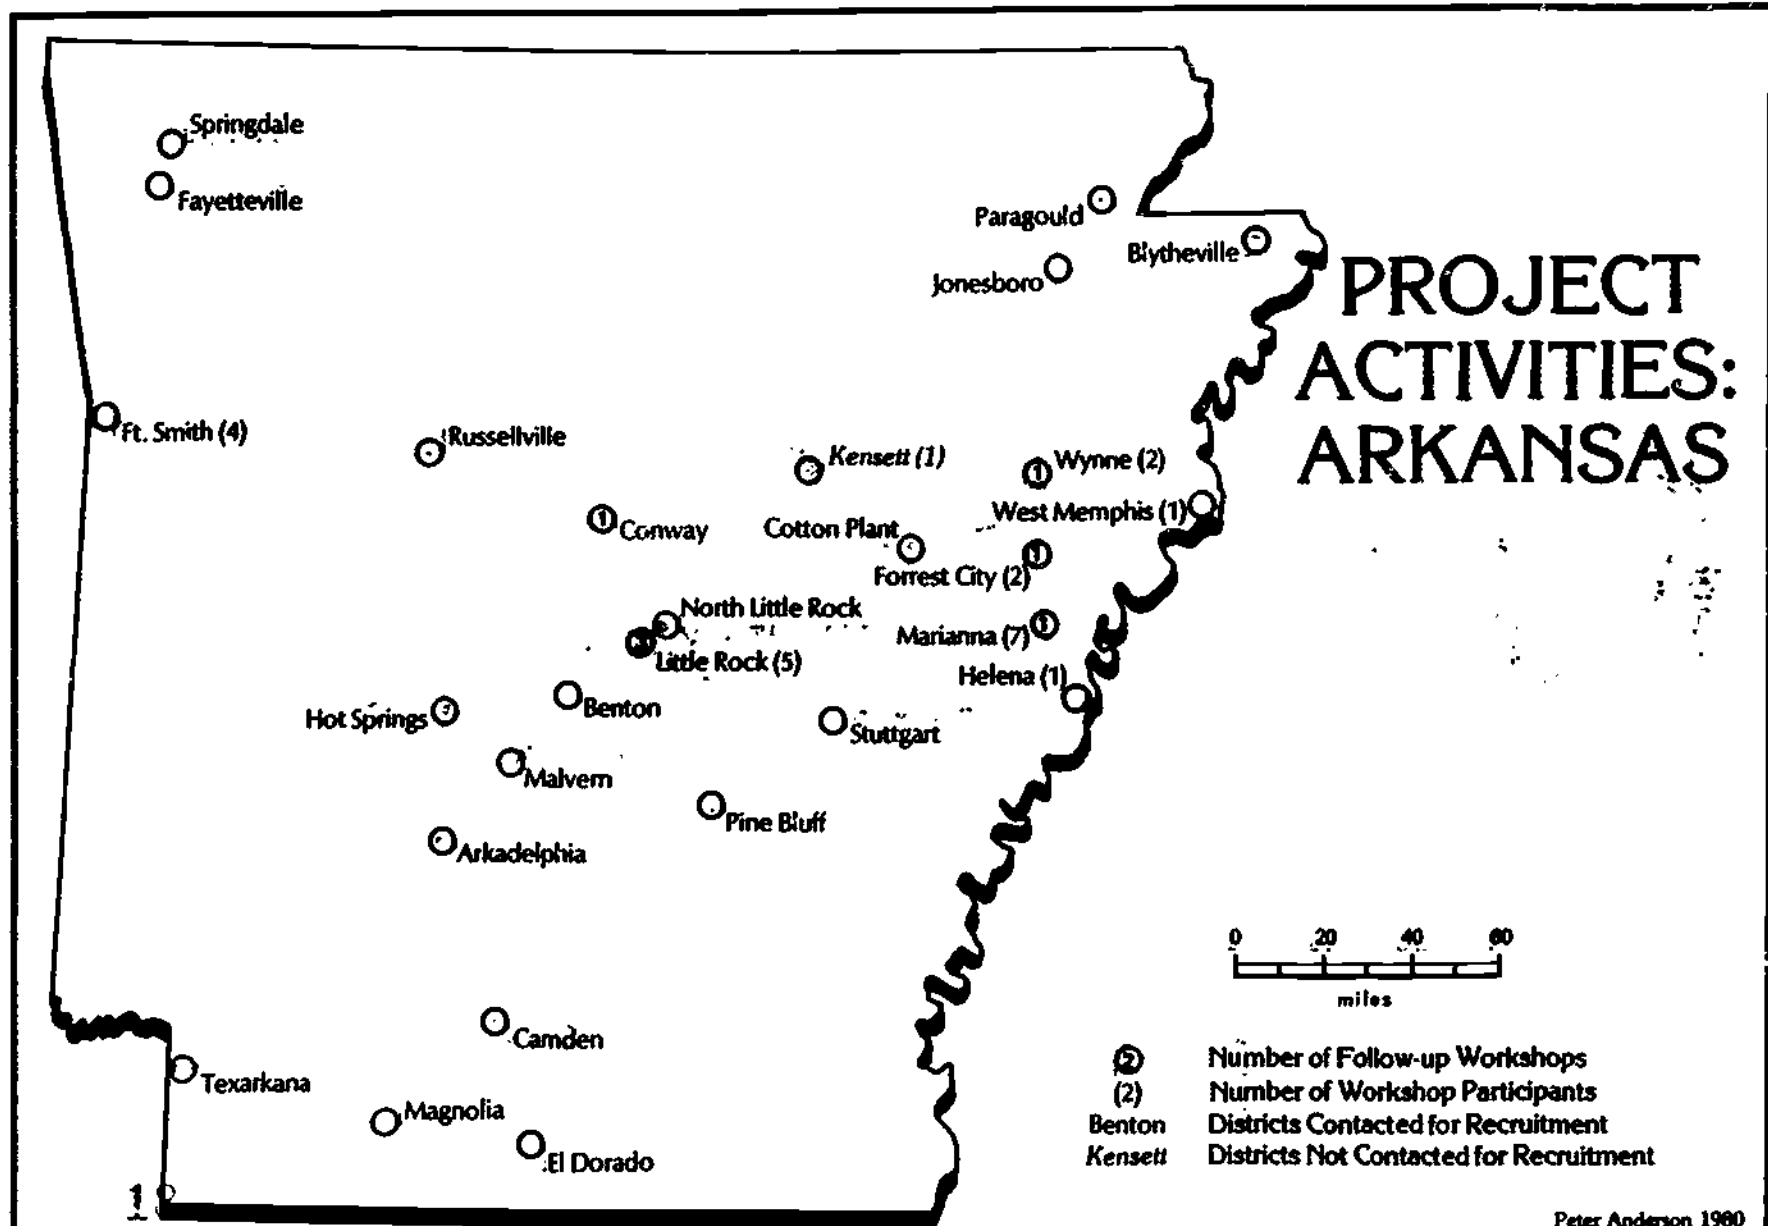 Springdale
Fayetteville
Paragould
Blytheville
Jonesboro
PROJECT
ACTIVITIES:
ARKANSAS
Ft. Smith (4)
Russellville
Kensett (1)
1 Wynne (2)
West Memphis (1)
1 Conway
Cotton Plant
Forrest City (2)
North Little Rock
Little Rock (5)
Marianna (7)
Helena (1)
Benton
Hot Springs
Stuttgart
Malvern
Pine Bluff
Arkadelphia
0 20 40 60
miles
Camden
Texarkana
Magnolia
El Dorado
2 Number of Follow-up Workshops
(2) Number of Workshop Participants
Benton Districts Contacted for Recruitment
Kensett Districts Not Contacted for Recruitment
Peter Anderson 1980